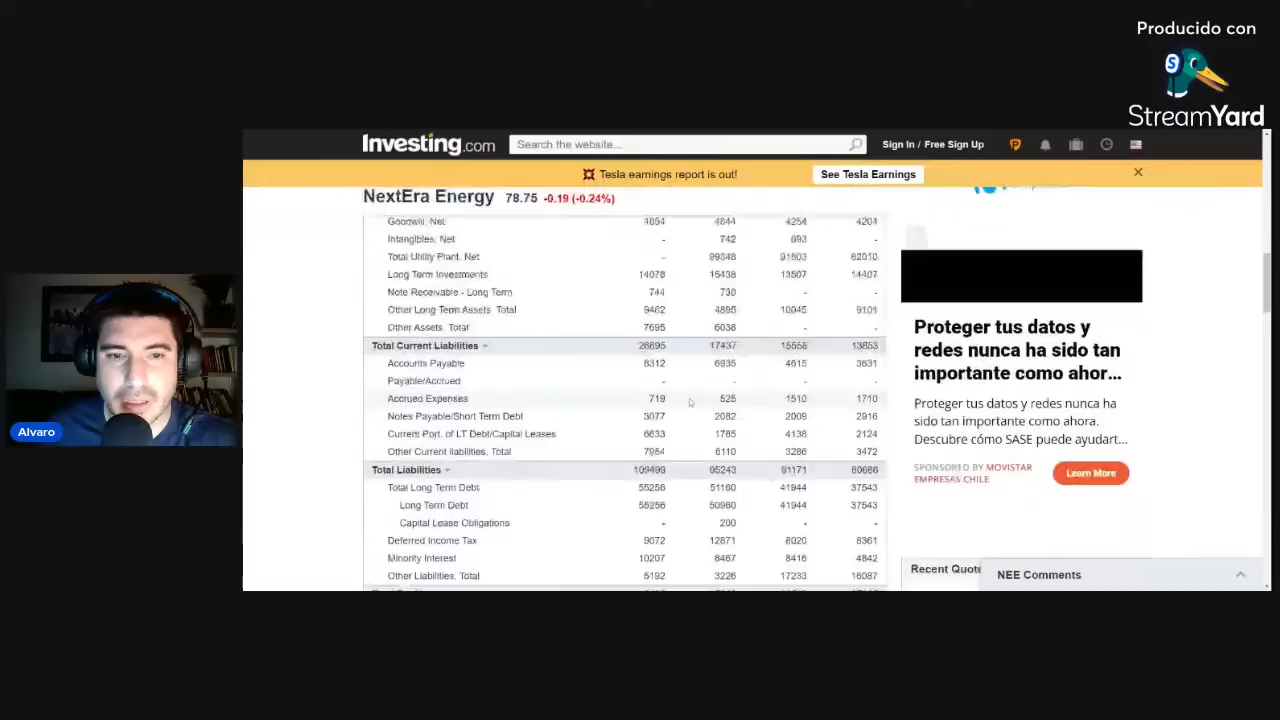 Producido con
S
StreamYard
Investing.com Search the website... Sign In / Free Sign Up
Tesla earnings report is out! See Tesla Earnings
NextEra Energy 78.75 -0.19 (-0.24%)
Goodwill, Net 4854 4844 4254 4204
Intangibles, Net - 742 693 -
Total Utility Plant, Net - 99348 91803 82010
Long Term Investments 14078 15438 13507 14407
Note Receivable - Long Term 744 730 - -
Other Long Term Assets, Total 9462 4895 10045 9101
Other Assets, Total 7695 6038 - -
Total Current Liabilities 26695 17437 15558 13853
Accounts Payable 8312 6935 4615 3631
Payable/Accrued - - - -
Accrued Expenses 719 525 1510 1710
Notes Payable/Short Term Debt 3077 2082 2009 2916
Current Port. of LT Debt/Capital Leases 6633 1785 4138 2124
Other Current liabilities, Total 7954 6110 3286 3472
Total Liabilities 109499 95243 91171 80686
Total Long Term Debt 55256 51160 41944 37543
Long Term Debt 55256 50960 41944 37543
Capital Lease Obligations - 200 - -
Deferred Income Tax 9072 12871 8020 8361
Minority Interest 10207 8467 8416 4842
Other Liabilities, Total 5192 3226 17233 16087
Proteger tus datos y
redes nunca ha sido tan
importante como ahor...
Proteger tus datos y redes nunca ha
sido tan importante como ahora.
Descubre cómo SASE puede ayudart...
SPONSORED BY MOVISTAR
EMPRESAS CHILE
Learn More
Recent Quote
NEE Comments
Alvaro